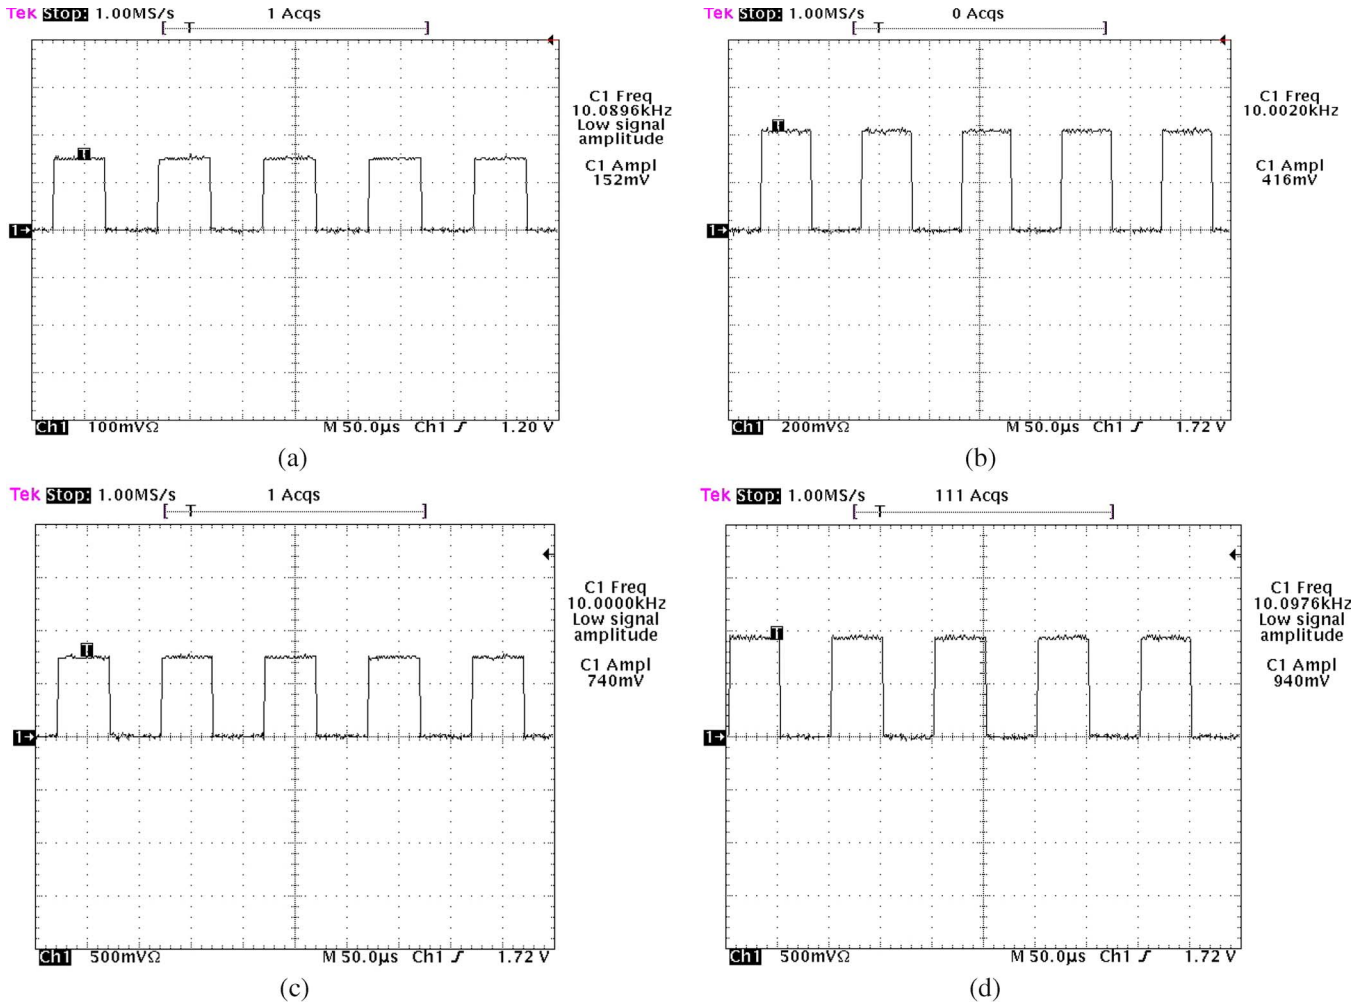 Tek Stop: 1.00MS/s 1 Acqs
[ T ]
C1 Freq
10.0896kHz
Low signal
amplitude
C1 Ampl
152mV
T
1→
Ch1 100mVΩ M 50.0µs Ch1 1.20 V
(a)
Tek Stop: 1.00MS/s 0 Acqs
[ T ]
C1 Freq
10.0020kHz
C1 Ampl
416mV
T
1→
Ch1 200mVΩ M 50.0µs Ch1 1.72 V
(b)
Tek Stop: 1.00MS/s 1 Acqs
[ T ]
C1 Freq
10.0000kHz
Low signal
amplitude
C1 Ampl
740mV
T
1→
Ch1 500mVΩ M 50.0µs Ch1 1.72 V
(c)
Tek Stop: 1.00MS/s 111 Acqs
[ T ]
C1 Freq
10.0976kHz
Low signal
amplitude
C1 Ampl
940mV
T
1→
Ch1 500mVΩ M 50.0µs Ch1 1.72 V
(d)